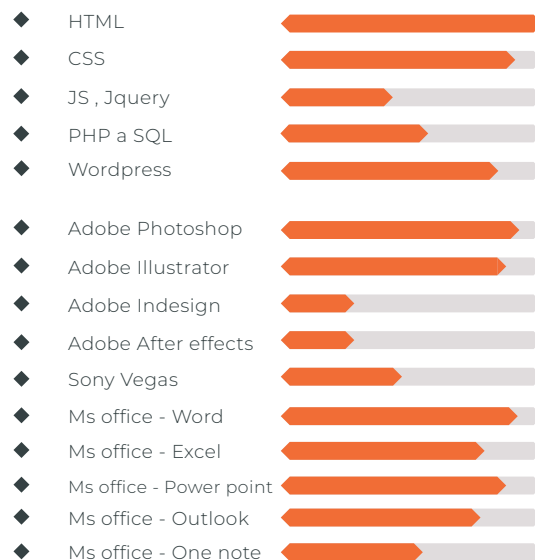 HTML
CSS
JS , Jquery
PHP a SQL
Wordpress
Adobe Photoshop
Adobe Illustrator
Adobe Indesign
Adobe After effects
Sony Vegas
Ms office - Word
Ms office - Excel
Ms office - Power point
Ms office - Outlook
Ms office - One note